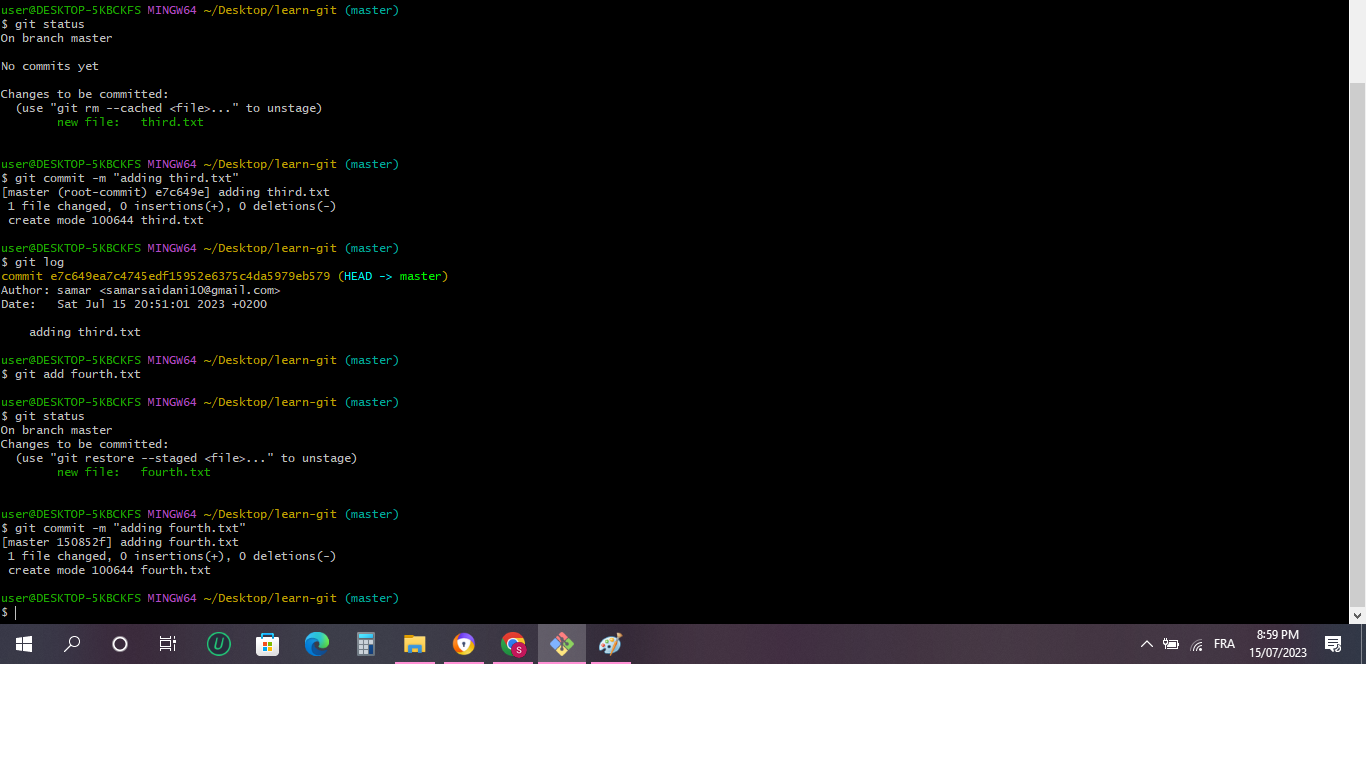 user@DESKTOP-5KBCKFS MINGW64 ~/Desktop/learn-git (master)
$ git status
On branch master
No commits yet
Changes to be committed:
  (use "git rm --cached <file>..." to unstage)
        new file:   third.txt
user@DESKTOP-5KBCKFS MINGW64 ~/Desktop/learn-git (master)
$ git commit -m "adding third.txt"
[master (root-commit) e7c649e] adding third.txt
 1 file changed, 0 insertions(+), 0 deletions(-)
 create mode 100644 third.txt
user@DESKTOP-5KBCKFS MINGW64 ~/Desktop/learn-git (master)
$ git log
commit e7c649ea7c4745edf15952e6375c4da5979eb579 (HEAD -> master)
Author: samar <samarsaidani10@gmail.com>
Date:   Sat Jul 15 20:51:01 2023 +0200
    adding third.txt
user@DESKTOP-5KBCKFS MINGW64 ~/Desktop/learn-git (master)
$ git add fourth.txt
user@DESKTOP-5KBCKFS MINGW64 ~/Desktop/learn-git (master)
$ git status
On branch master
Changes to be committed:
  (use "git restore --staged <file>..." to unstage)
        new file:   fourth.txt
user@DESKTOP-5KBCKFS MINGW64 ~/Desktop/learn-git (master)
$ git commit -m "adding fourth.txt"
[master 150852f] adding fourth.txt
 1 file changed, 0 insertions(+), 0 deletions(-)
 create mode 100644 fourth.txt
user@DESKTOP-5KBCKFS MINGW64 ~/Desktop/learn-git (master)
$
U
S
FRA
8:59 PM
15/07/2023